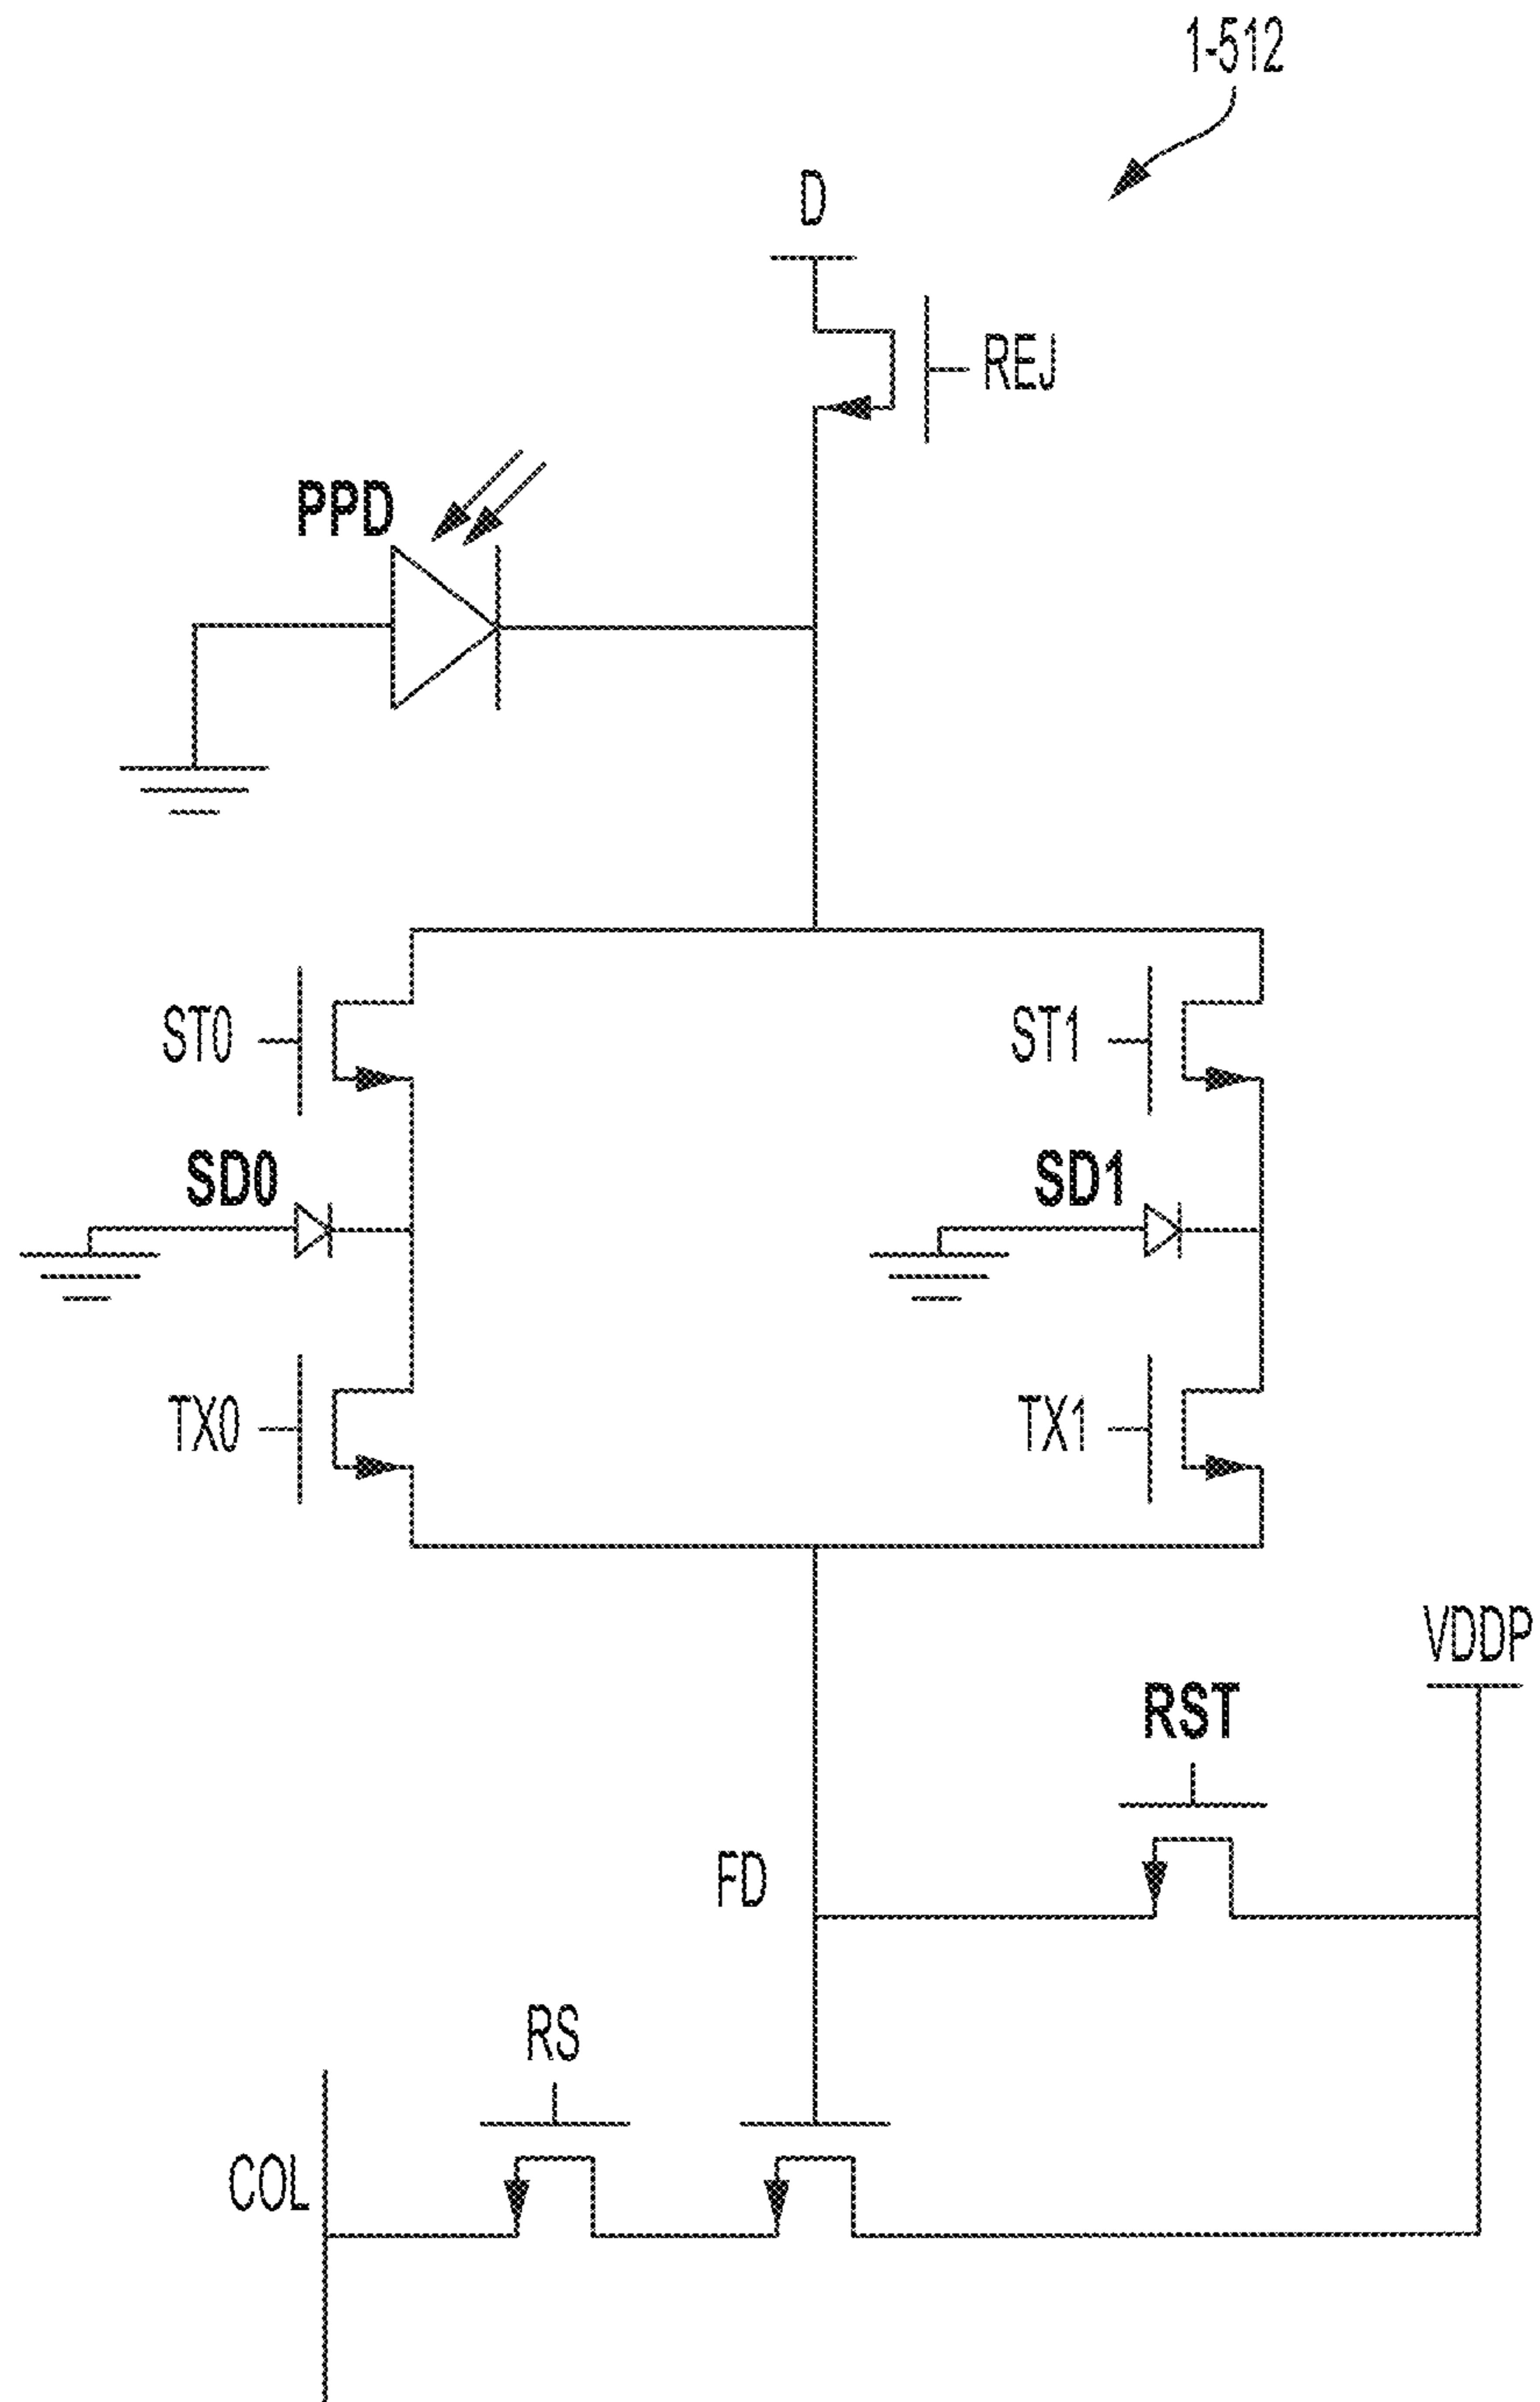 1-512
D
REJ
PPD
ST0
ST1
SD0
SD1
TX0
TX1
VDDP
RST
FD
RS
COL